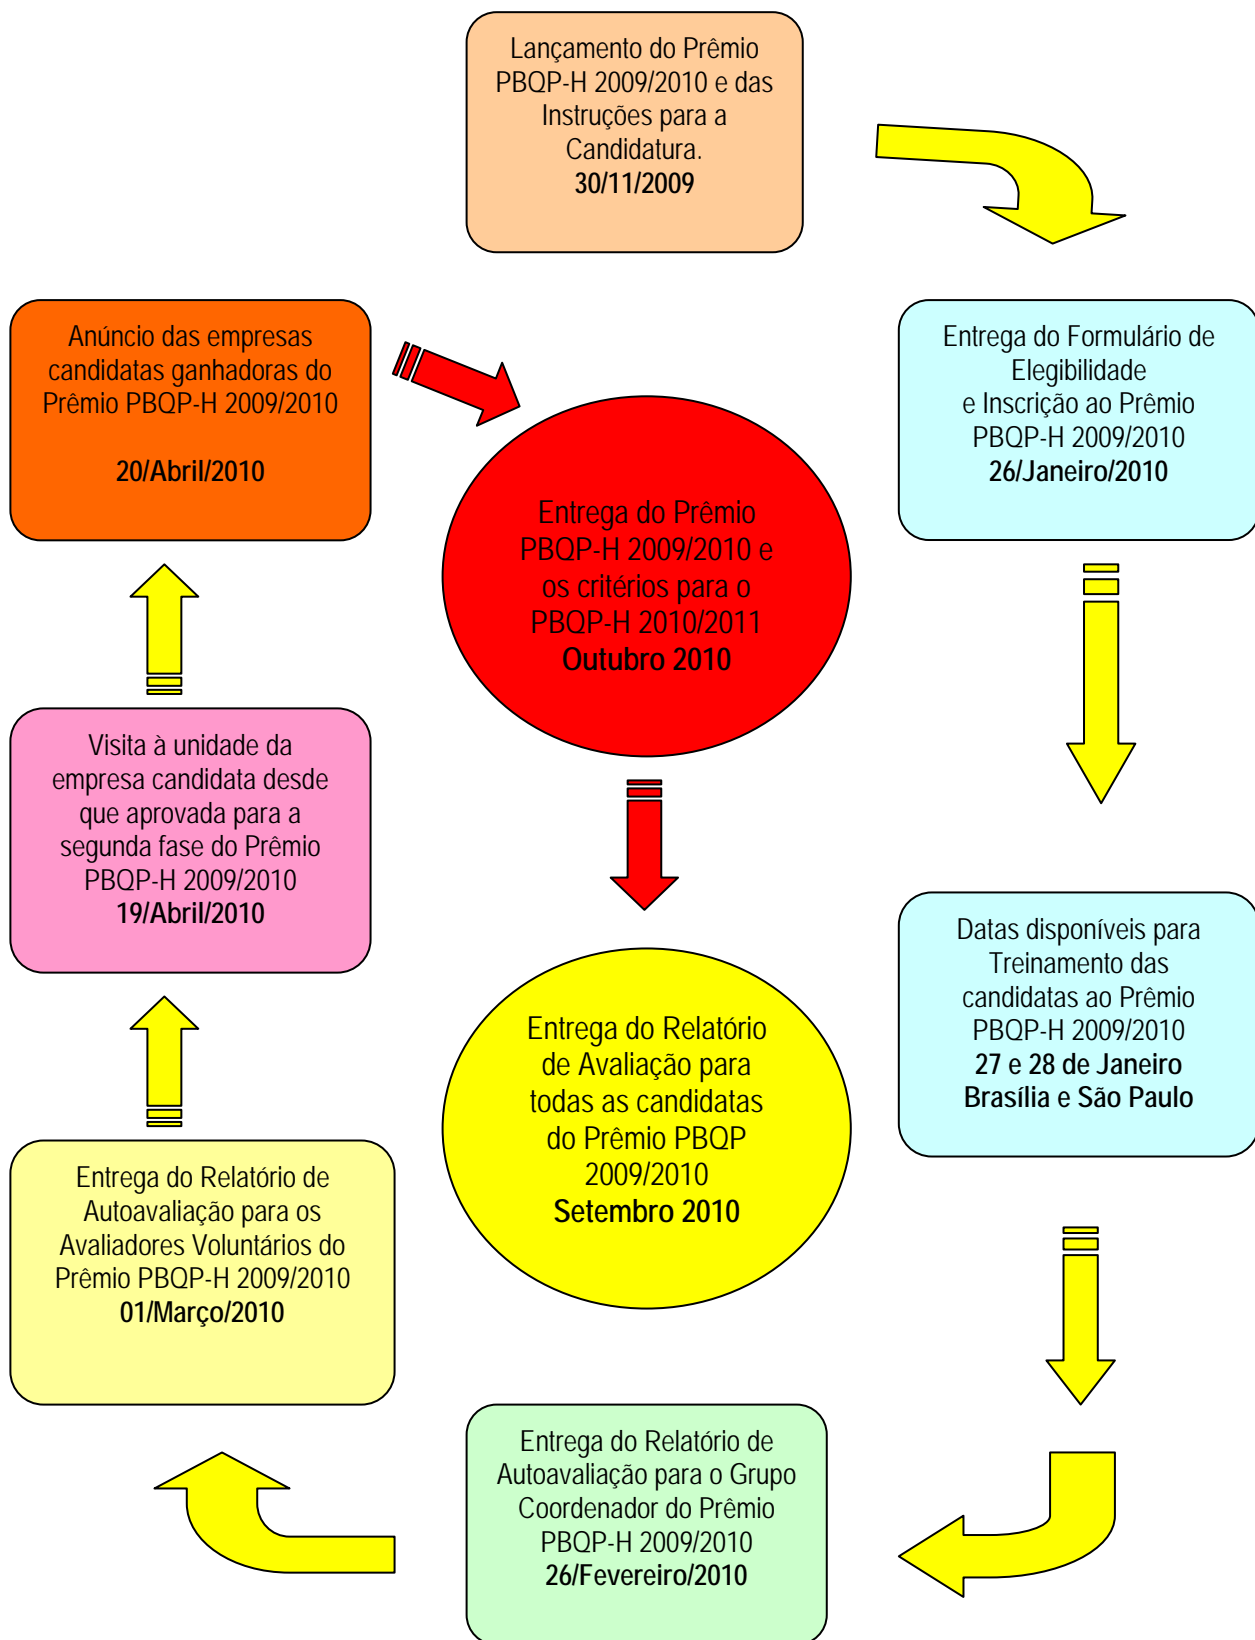 Lançamento do Prêmio
PBQP-H 2009/2010 e das
Instruções para a
Candidatura.
30/11/2009
Entrega do Formulário de
Elegibilidade
e Inscrição ao Prêmio
PBQP-H 2009/2010
26/Janeiro/2010
Datas disponíveis para
Treinamento das
candidatas ao Prêmio
PBQP-H 2009/2010
27 e 28 de Janeiro
Brasília e São Paulo
Entrega do Relatório de
Autoavaliação para o Grupo
Coordenador do Prêmio
PBQP-H 2009/2010
26/Fevereiro/2010
Entrega do Relatório de
Autoavaliação para os
Avaliadores Voluntários do
Prêmio PBQP-H 2009/2010
01/Março/2010
Visita à unidade da
empresa candidata desde
que aprovada para a
segunda fase do Prêmio
PBQP-H 2009/2010
19/Abril/2010
Anúncio das empresas
candidatas ganhadoras do
Prêmio PBQP-H 2009/2010
20/Abril/2010
Entrega do Prêmio
PBQP-H 2009/2010 e
os critérios para o
PBQP-H 2010/2011
Outubro 2010
Entrega do Relatório
de Avaliação para
todas as candidatas
do Prêmio PBQP
2009/2010
Setembro 2010